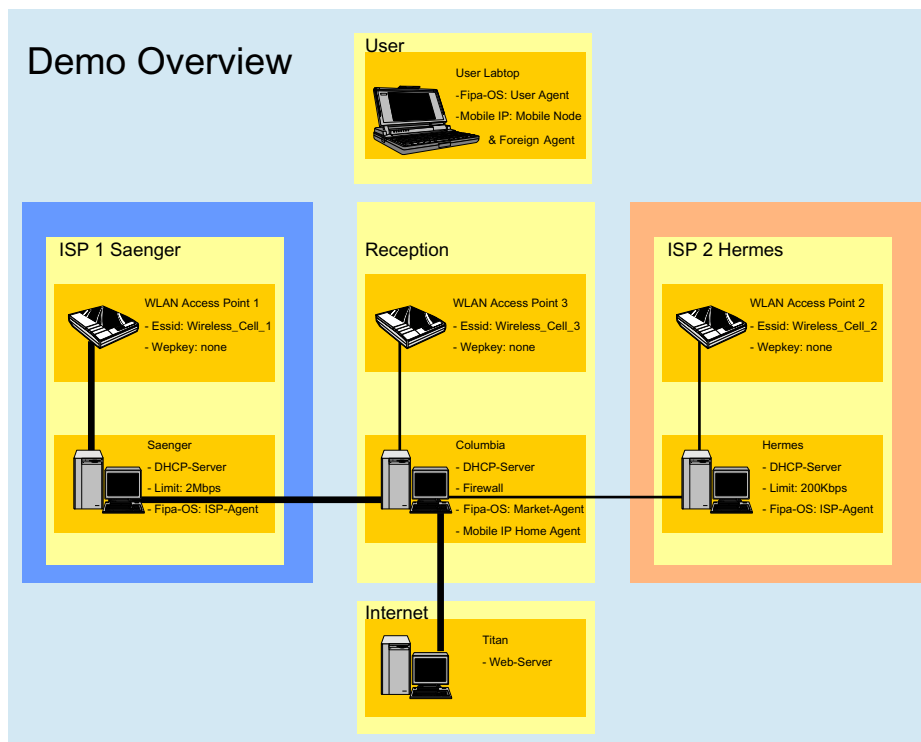 Demo Overview
User
User Labtop
-Fipa-OS: User Agent
-Mobile IP: Mobile Node
& Foreign Agent
ISP 1 Saenger
WLAN Access Point 1
- Essid: Wireless_Cell_1
- Wepkey: none
Saenger
- DHCP-Server
- Limit: 2Mbps
- Fipa-OS: ISP-Agent
Reception
WLAN Access Point 3
- Essid: Wireless_Cell_3
- Wepkey: none
Columbia
- DHCP-Server
- Firewall
- Fipa-OS: Market-Agent
- Mobile IP Home Agent
ISP 2 Hermes
WLAN Access Point 2
- Essid: Wireless_Cell_2
- Wepkey: none
Hermes
- DHCP-Server
- Limit: 200Kbps
- Fipa-OS: ISP-Agent
Internet
Titan
- Web-Server